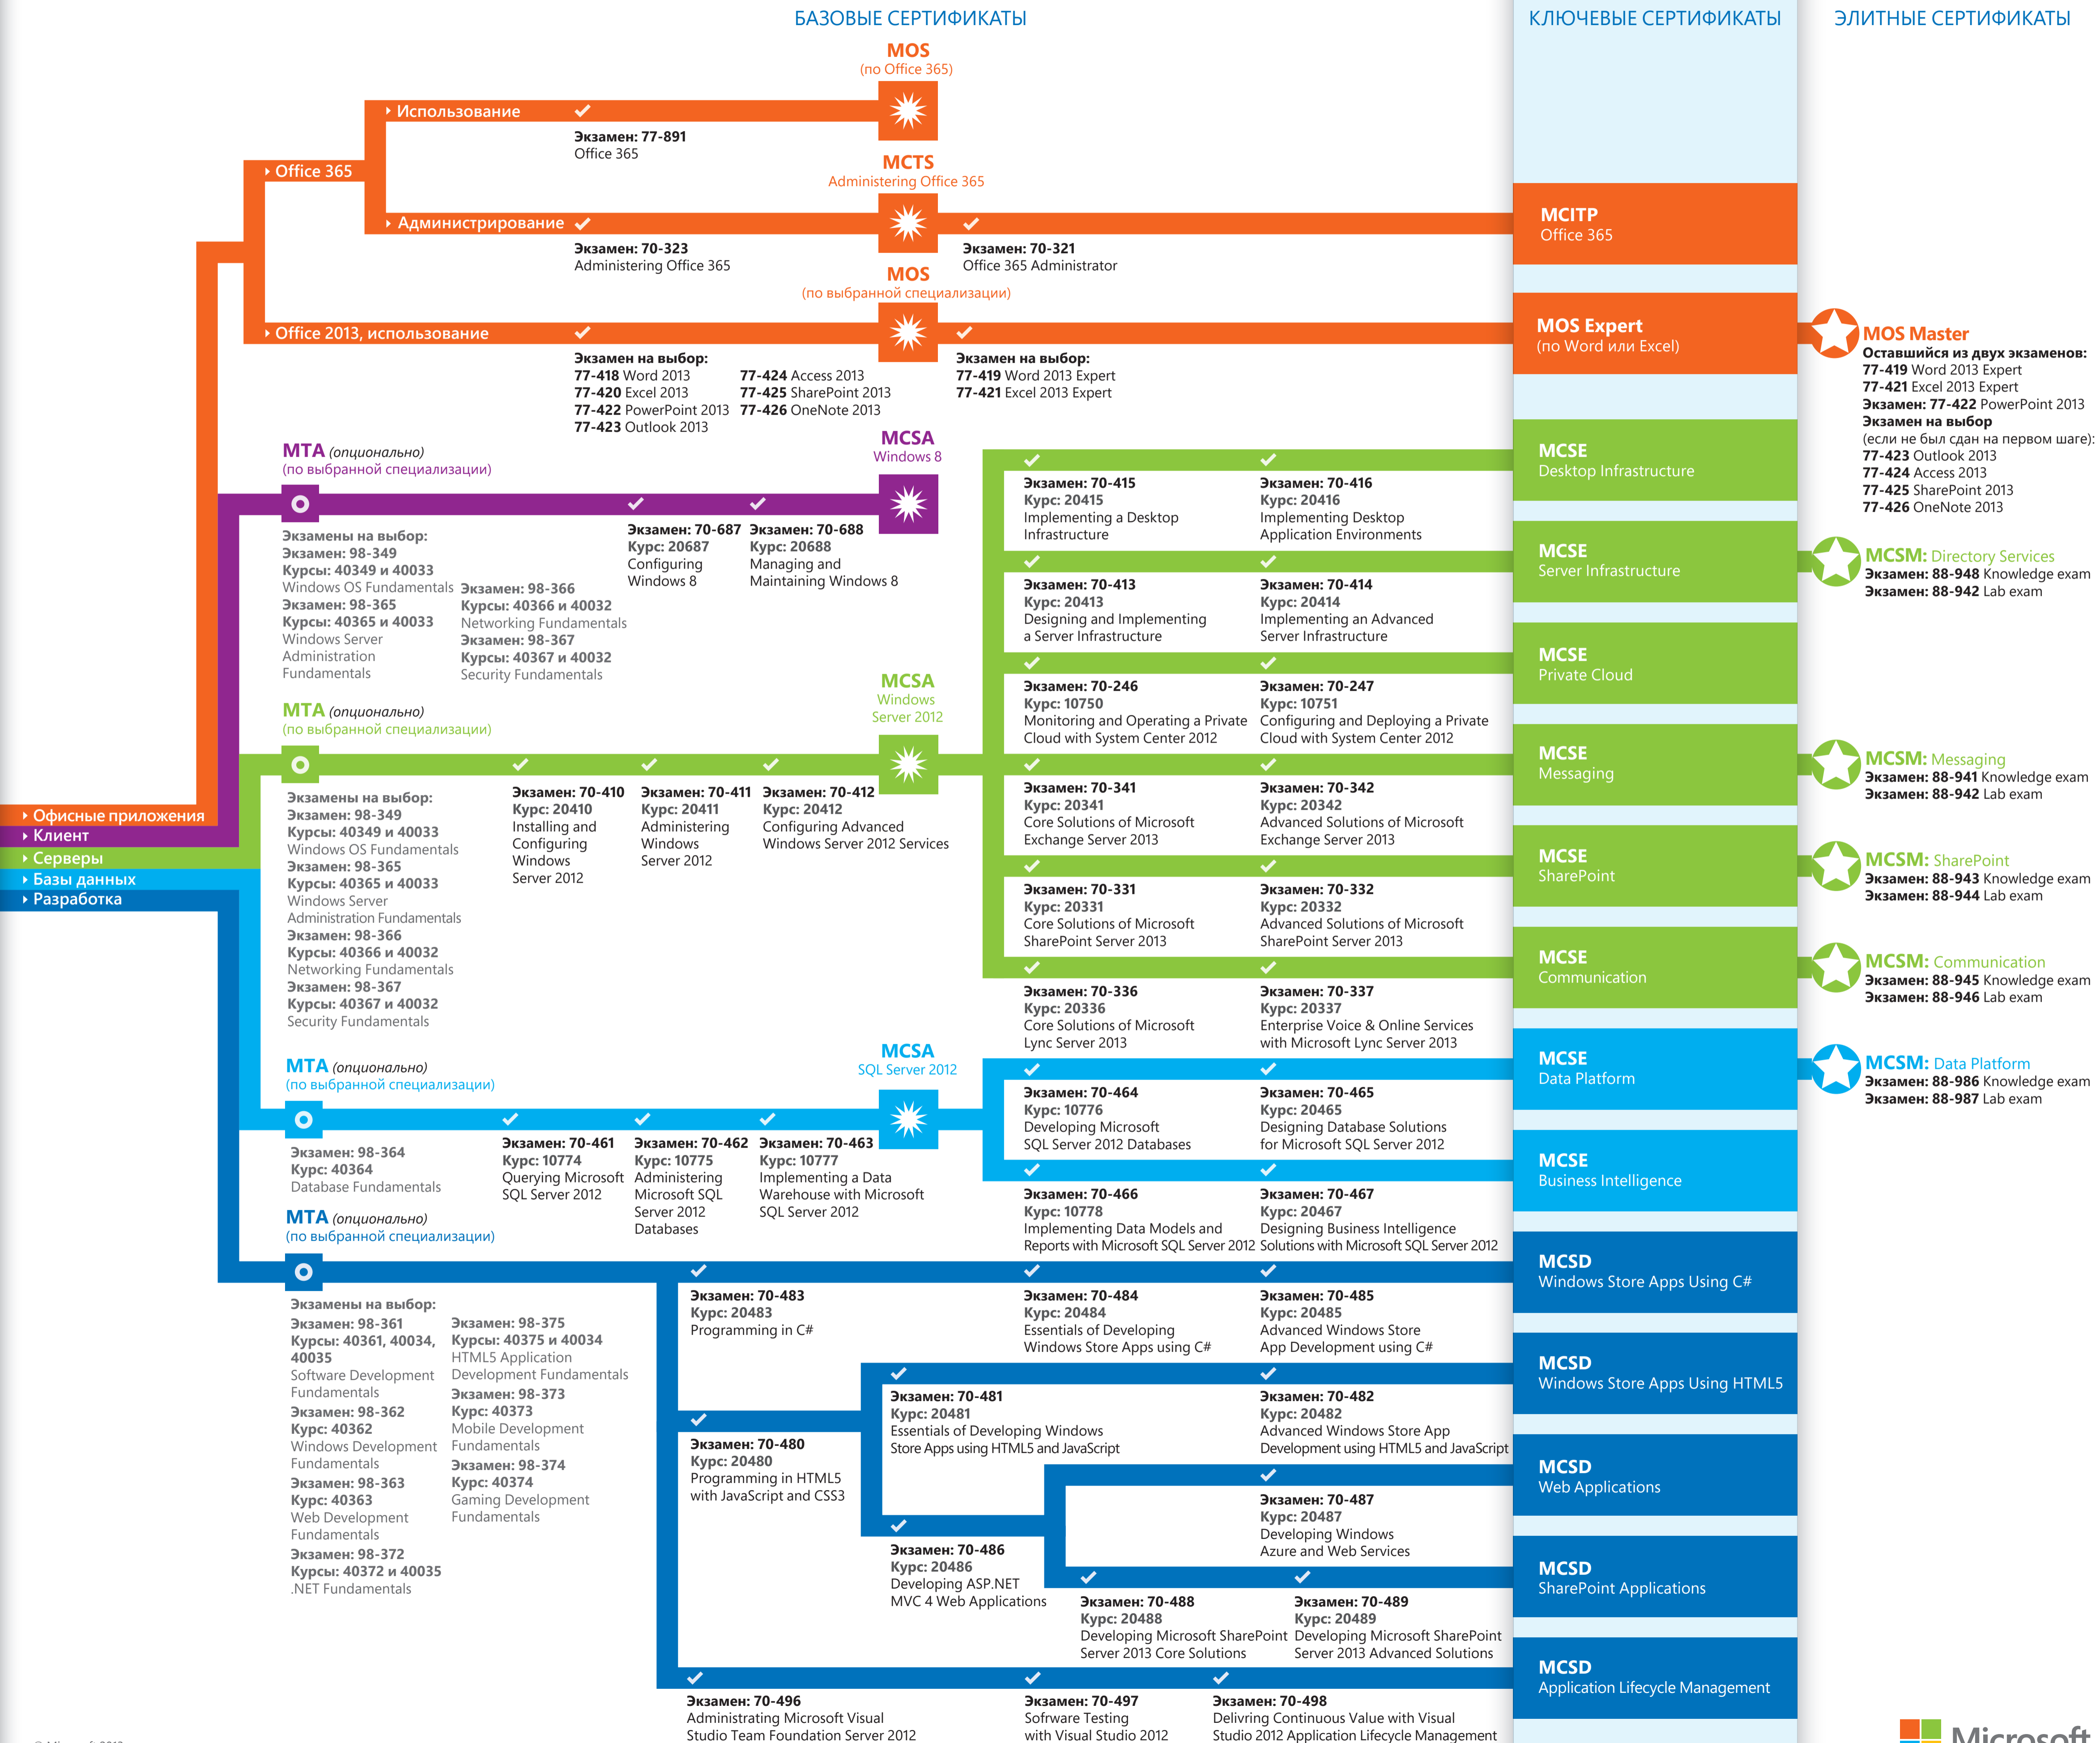 БАЗОВЫЕ СЕРТИФИКАТЫ
КЛЮЧЕВЫЕ СЕРТИФИКАТЫ
ЭЛИТНЫЕ СЕРТИФИКАТЫ
MOS
(по Office 365)
Использование
Экзамен: 77-891
Office 365
Office 365
MCTS
Administering Office 365
Администрирование
Экзамен: 70-323
Administering Office 365
Экзамен: 70-321
Office 365 Administrator
MCITP
Office 365
MOS
(по выбранной специализации)
Office 2013, использование
Экзамен на выбор:
77-418 Word 2013
77-420 Excel 2013
77-422 PowerPoint 2013
77-423 Outlook 2013
77-424 Access 2013
77-425 SharePoint 2013
77-426 OneNote 2013
Экзамен на выбор:
77-419 Word 2013 Expert
77-421 Excel 2013 Expert
MOS Expert
(по Word или Excel)
MOS Master
Оставшийся из двух экзаменов:
77-419 Word 2013 Expert
77-421 Excel 2013 Expert
Экзамен: 77-422 PowerPoint 2013
Экзамен на выбор
(если не был сдан на первом шаге):
77-423 Outlook 2013
77-424 Access 2013
77-425 SharePoint 2013
77-426 OneNote 2013
MTA (опционально)
(по выбранной специализации)
Экзамены на выбор:
Экзамен: 98-349
Курсы: 40349 и 40033
Windows OS Fundamentals
Экзамен: 98-365
Курсы: 40365 и 40033
Windows Server
Administration
Fundamentals
Экзамен: 98-366
Курсы: 40366 и 40032
Networking Fundamentals
Экзамен: 98-367
Курсы: 40367 и 40032
Security Fundamentals
Экзамен: 70-687
Курс: 20687
Configuring
Windows 8
Экзамен: 70-688
Курс: 20688
Managing and
Maintaining Windows 8
MCSA
Windows 8
Экзамен: 70-415
Курс: 20415
Implementing a Desktop
Infrastructure
Экзамен: 70-416
Курс: 20416
Implementing Desktop
Application Environments
MCSE
Desktop Infrastructure
Экзамен: 70-413
Курс: 20413
Designing and Implementing
a Server Infrastructure
Экзамен: 70-414
Курс: 20414
Implementing an Advanced
Server Infrastructure
MCSE
Server Infrastructure
MCSM: Directory Services
Экзамен: 88-948 Knowledge exam
Экзамен: 88-942 Lab exam
Экзамен: 70-246
Курс: 10750
Monitoring and Operating a Private
Cloud with System Center 2012
Экзамен: 70-247
Курс: 10751
Configuring and Deploying a Private
Cloud with System Center 2012
MCSE
Private Cloud
MTA (опционально)
(по выбранной специализации)
Экзамены на выбор:
Экзамен: 98-349
Курсы: 40349 и 40033
Windows OS Fundamentals
Экзамен: 98-365
Курсы: 40365 и 40033
Windows Server
Administration Fundamentals
Экзамен: 98-366
Курсы: 40366 и 40032
Networking Fundamentals
Экзамен: 98-367
Курсы: 40367 и 40032
Security Fundamentals
Экзамен: 70-410
Курс: 20410
Installing and
Configuring
Windows
Server 2012
Экзамен: 70-411
Курс: 20411
Administering
Windows
Server 2012
Экзамен: 70-412
Курс: 20412
Configuring Advanced
Windows Server 2012 Services
MCSA
Windows
Server 2012
Экзамен: 70-341
Курс: 20341
Core Solutions of Microsoft
Exchange Server 2013
Экзамен: 70-342
Курс: 20342
Advanced Solutions of Microsoft
Exchange Server 2013
MCSE
Messaging
MCSM: Messaging
Экзамен: 88-941 Knowledge exam
Экзамен: 88-942 Lab exam
Экзамен: 70-331
Курс: 20331
Core Solutions of Microsoft
SharePoint Server 2013
Экзамен: 70-332
Курс: 20332
Advanced Solutions of Microsoft
SharePoint Server 2013
MCSE
SharePoint
MCSM: SharePoint
Экзамен: 88-943 Knowledge exam
Экзамен: 88-944 Lab exam
Экзамен: 70-336
Курс: 20336
Core Solutions of Microsoft
Lync Server 2013
Экзамен: 70-337
Курс: 20337
Enterprise Voice & Online Services
with Microsoft Lync Server 2013
MCSE
Communication
MCSM: Communication
Экзамен: 88-945 Knowledge exam
Экзамен: 88-946 Lab exam
Офисные приложения
Клиент
Серверы
Базы данных
Разработка
MTA (опционально)
(по выбранной специализации)
Экзамен: 98-364
Курс: 40364
Database Fundamentals
Экзамен: 70-461
Курс: 10774
Querying Microsoft
SQL Server 2012
Экзамен: 70-462
Курс: 10775
Administering
Microsoft SQL
Server 2012
Databases
Экзамен: 70-463
Курс: 10777
Implementing a Data
Warehouse with Microsoft
SQL Server 2012
MCSA
SQL Server 2012
Экзамен: 70-464
Курс: 10776
Developing Microsoft
SQL Server 2012 Databases
Экзамен: 70-465
Курс: 20465
Designing Database Solutions
for Microsoft SQL Server 2012
MCSE
Data Platform
MCSM: Data Platform
Экзамен: 88-986 Knowledge exam
Экзамен: 88-987 Lab exam
Экзамен: 70-466
Курс: 10778
Implementing Data Models and
Reports with Microsoft SQL Server 2012
Экзамен: 70-467
Курс: 20467
Designing Business Intelligence
Solutions with Microsoft SQL Server 2012
MCSE
Business Intelligence
MTA (опционально)
(по выбранной специализации)
Экзамены на выбор:
Экзамен: 98-361
Курсы: 40361, 40034,
40035
Software Development
Fundamentals
Экзамен: 98-362
Курс: 40362
Windows Development
Fundamentals
Экзамен: 98-363
Курс: 40363
Web Development
Fundamentals
Экзамен: 98-372
Курсы: 40372 и 40035
.NET Fundamentals
Экзамен: 98-375
Курсы: 40375 и 40034
HTML5 Application
Development Fundamentals
Экзамен: 98-373
Курс: 40373
Mobile Development
Fundamentals
Экзамен: 98-374
Курс: 40374
Gaming Development
Fundamentals
Экзамен: 70-483
Курс: 20483
Programming in C#
Экзамен: 70-484
Курс: 20484
Essentials of Developing
Windows Store Apps using C#
Экзамен: 70-485
Курс: 20485
Advanced Windows Store
App Development using C#
MCSD
Windows Store Apps Using C#
Экзамен: 70-480
Курс: 20480
Programming in HTML5
with JavaScript and CSS3
Экзамен: 70-481
Курс: 20481
Essentials of Developing Windows
Store Apps using HTML5 and JavaScript
Экзамен: 70-482
Курс: 20482
Advanced Windows Store App
Development using HTML5 and JavaScript
MCSD
Windows Store Apps Using HTML5
Экзамен: 70-486
Курс: 20486
Developing ASP.NET
MVC 4 Web Applications
Экзамен: 70-487
Курс: 20487
Developing Windows
Azure and Web Services
MCSD
Web Applications
Экзамен: 70-488
Курс: 20488
Developing Microsoft SharePoint
Server 2013 Core Solutions
Экзамен: 70-489
Курс: 20489
Developing Microsoft SharePoint
Server 2013 Advanced Solutions
MCSD
SharePoint Applications
Экзамен: 70-496
Administrating Microsoft Visual
Studio Team Foundation Server 2012
Экзамен: 70-497
Sofrware Testing
with Visual Studio 2012
Экзамен: 70-498
Delivring Continuous Value with Visual
Studio 2012 Application Lifecycle Management
MCSD
Application Lifecycle Management
Microsoft